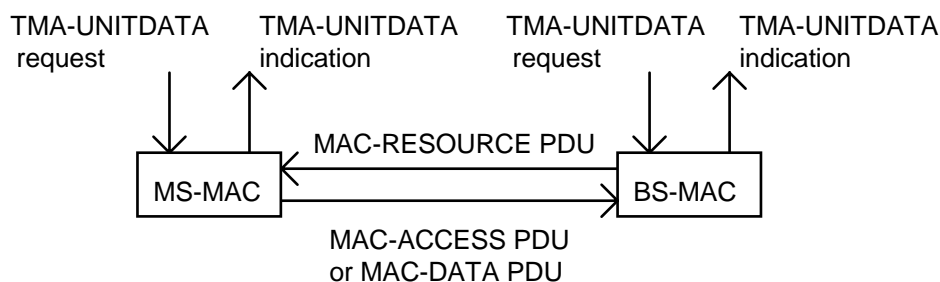 TMA-UNITDATA
request
TMA-UNITDATA
indication
TMA-UNITDATA
request
TMA-UNITDATA
indication
MAC-RESOURCE PDU
MS-MAC
BS-MAC
MAC-ACCESS PDU
or MAC-DATA PDU